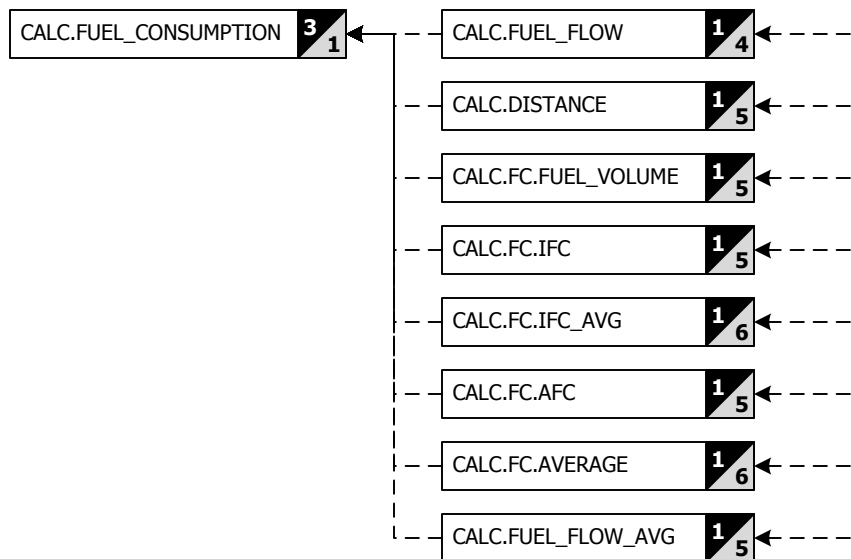 CALC.FUEL_CONSUMPTION 3 1
CALC.FUEL_FLOW 1 4
CALC.DISTANCE 1 5
CALC.FC.FUEL_VOLUME 1 5
CALC.FC.IFC 1 5
CALC.FC.IFC_AVG 1 6
CALC.FC.AFC 1 5
CALC.FC.AVERAGE 1 6
CALC.FUEL_FLOW_AVG 1 5